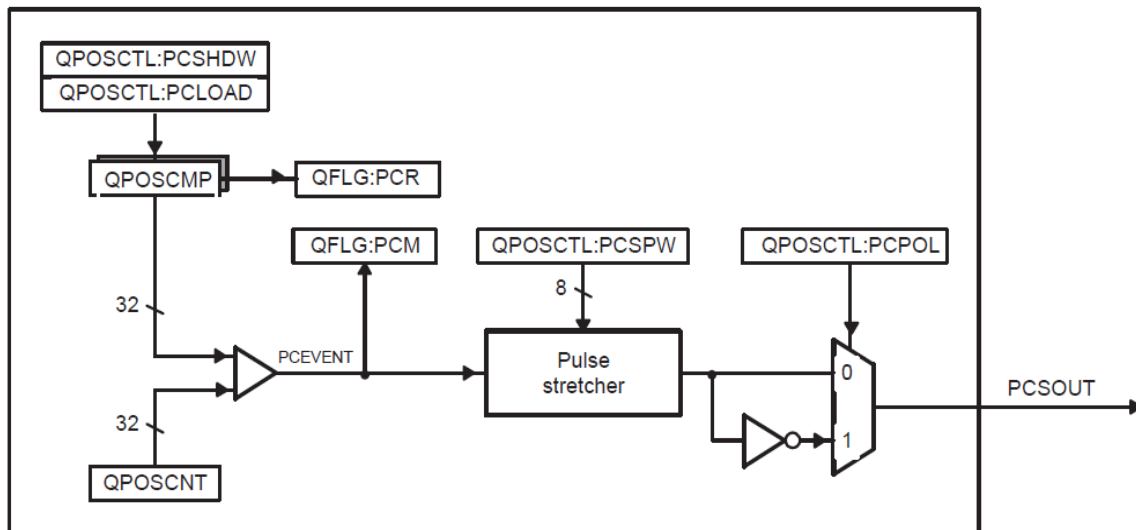 QPOSCTL:PCSHDW
QPOSCTL:PCLOAD
QPOSCMP
QFLG:PCR
QFLG:PCM
QPOSCTL:PCSPW
QPOSCTL:PCPOL
32
8
PCEVENT
Pulse
stretcher
0
PCSOUT
32
1
QPOSCNT